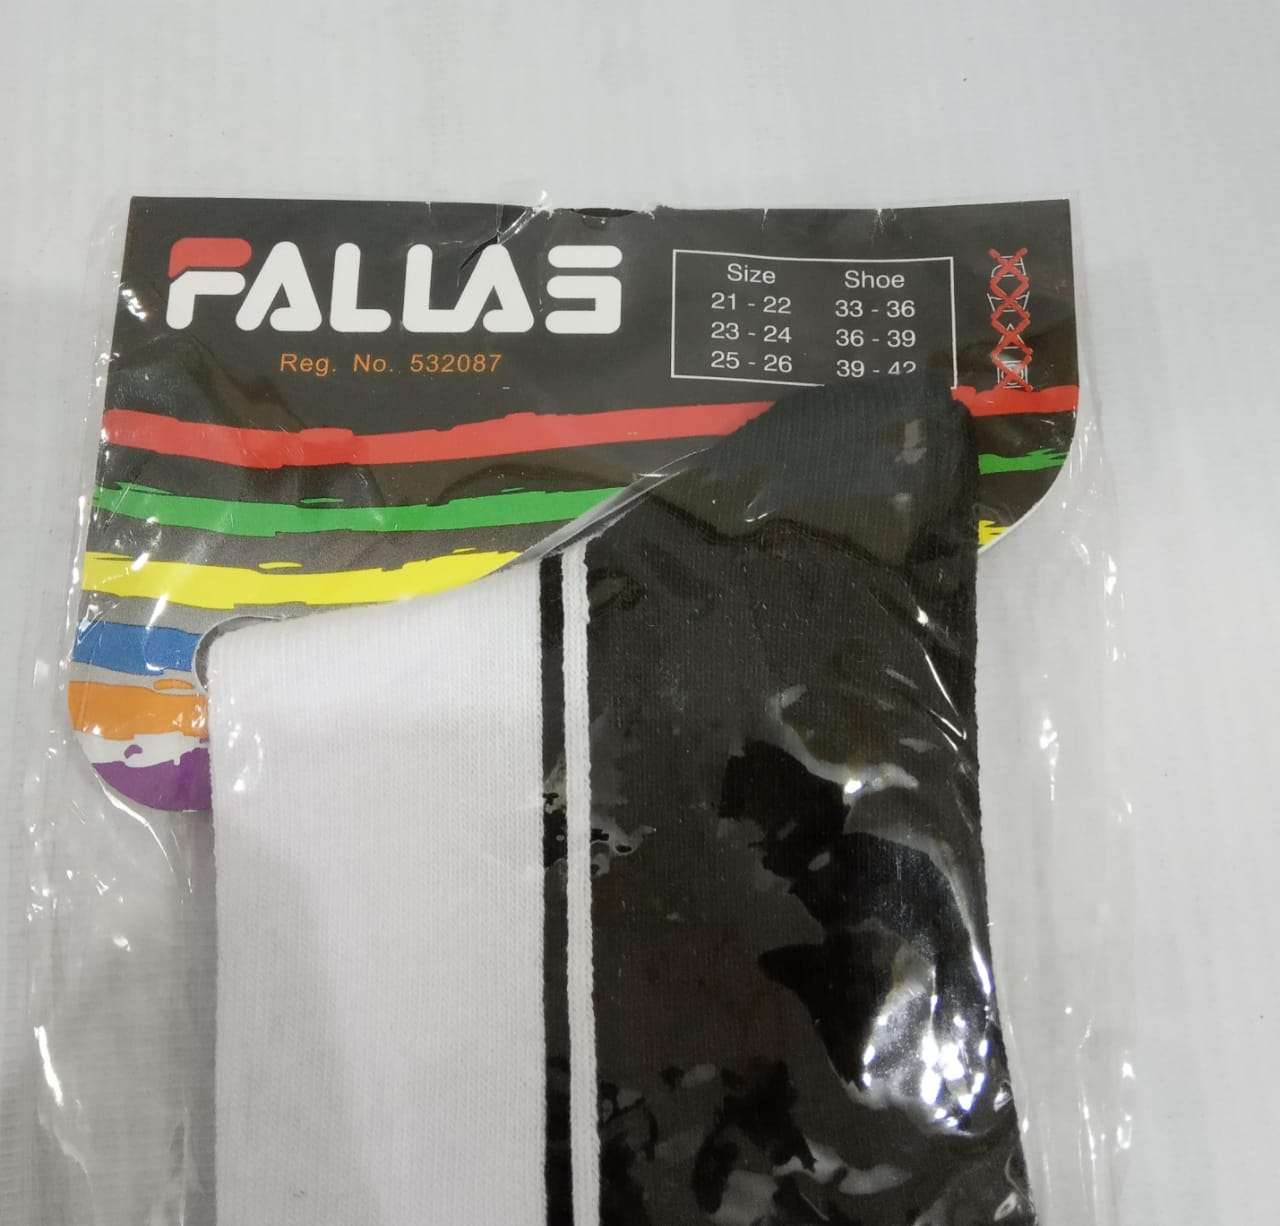 FALLAS
Reg. No. 532087
Size Shoe
21 - 22 33 - 36
23 - 24 36 - 39
25 - 26 39 - 42